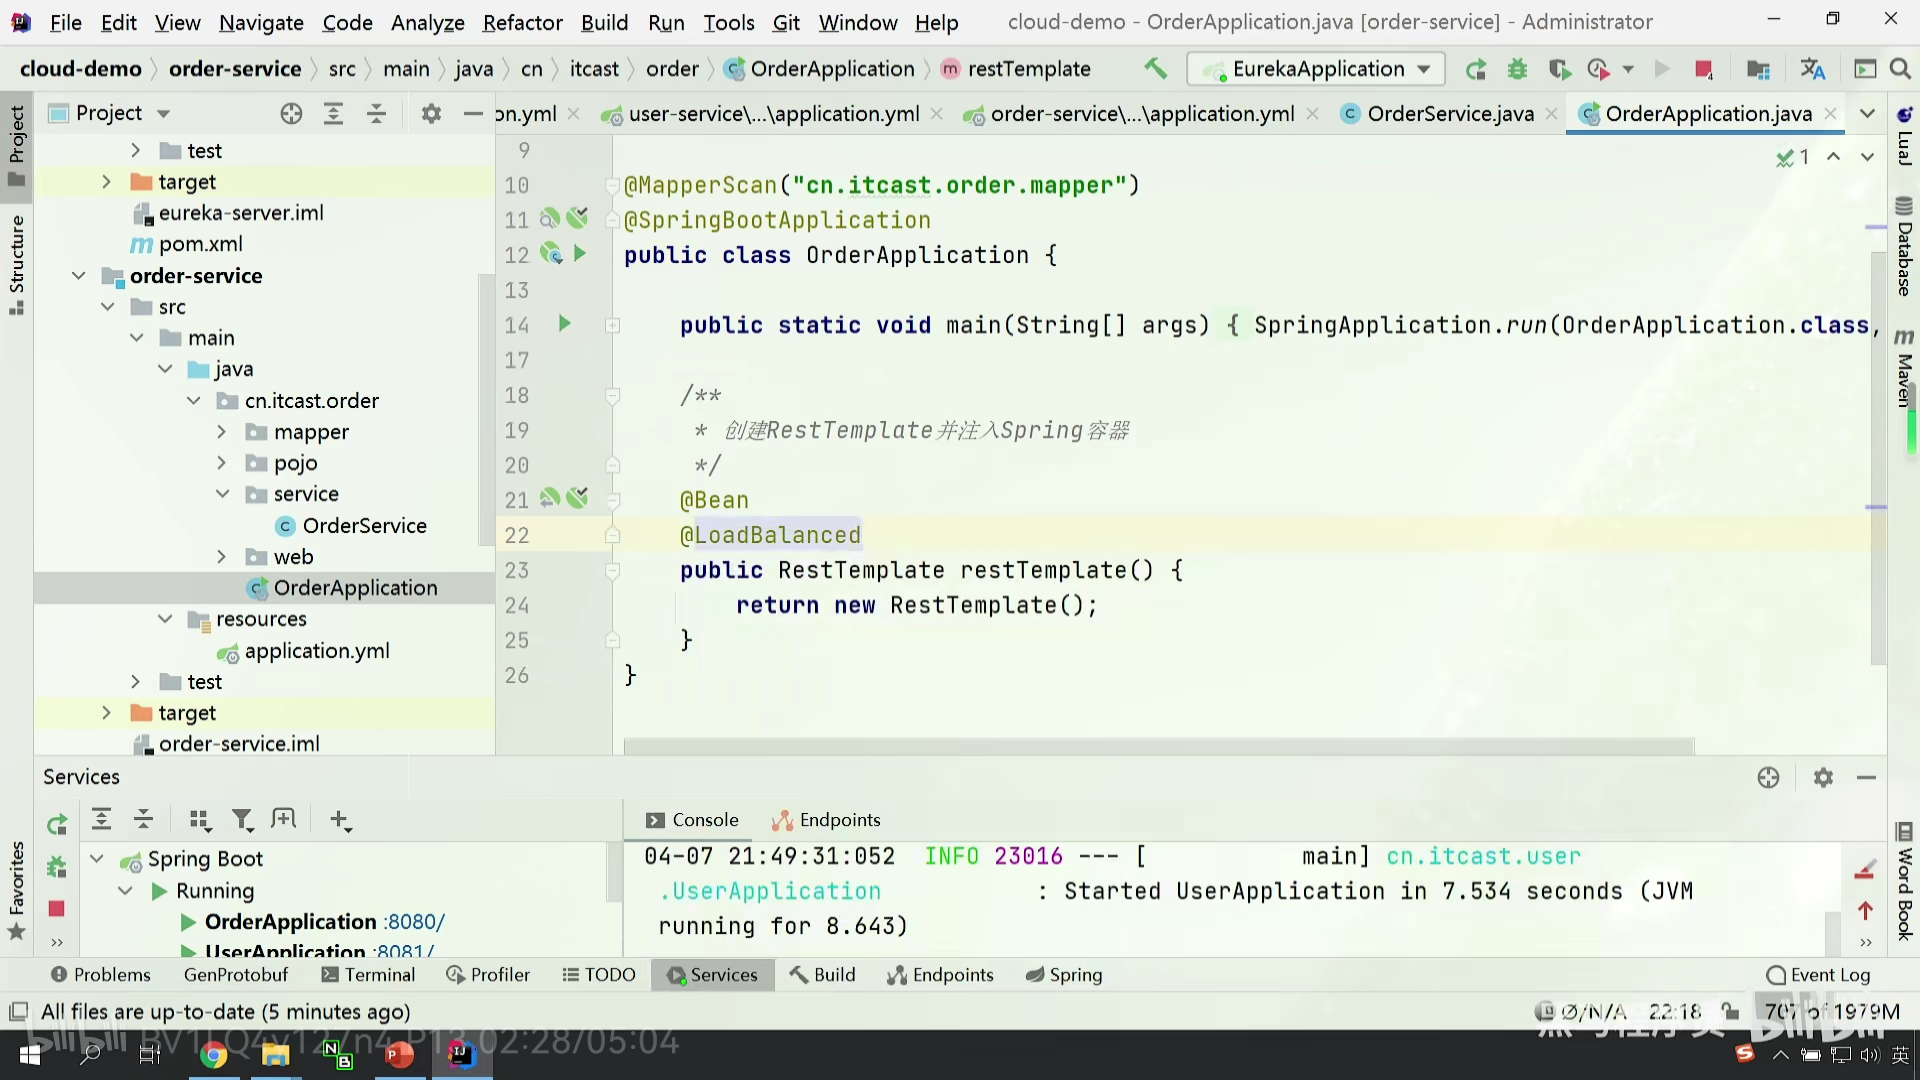 File Edit View Navigate Code Analyze Refactor Build Run Tools Git Window Help cloud-demo - OrderApplication.java [order-service] - Administrator
cloud-demo order-service src main java cn itcast order OrderApplication m restTemplate EurekaApplication
Project on.yml user-service\...\application.yml order-service\...\application.yml OrderService.java OrderApplication.java
Project
Structure
Favorites
test
target
eureka-server.iml
pom.xml
order-service
src
main
java
cn.itcast.order
mapper
pojo
service
OrderService
web
OrderApplication
resources
application.yml
test
target
order-service.iml
1
9
10 @MapperScan("cn.itcast.order.mapper")
11 @SpringBootApplication
12 public class OrderApplication {
13
14 public static void main(String[] args) { SpringApplication.run(OrderApplication.class,
17
18 /**
19 * 创建RestTemplate并注入Spring容器
20 */
21 @Bean
22 @LoadBalanced
23 public RestTemplate restTemplate() {
24 return new RestTemplate();
25 }
26 }
LuaJ
Database
Maven
Word Book
Services
Spring Boot
Running
OrderApplication :8080/
UserApplication :8081/
Console Endpoints
04-07 21:49:31:052 INFO 23016 --- [ main] cn.itcast.user
.UserApplication : Started UserApplication in 7.534 seconds (JVM
running for 8.643)
Problems GenProtobuf Terminal Profiler TODO Services Build Endpoints Spring Event Log
All files are up-to-date (5 minutes ago) Ø/N/A 22:18 707 of 1979M
黑马程序员 bilibili
bilibili BV1LQ4y127n4 P13 02:28/05:04
英